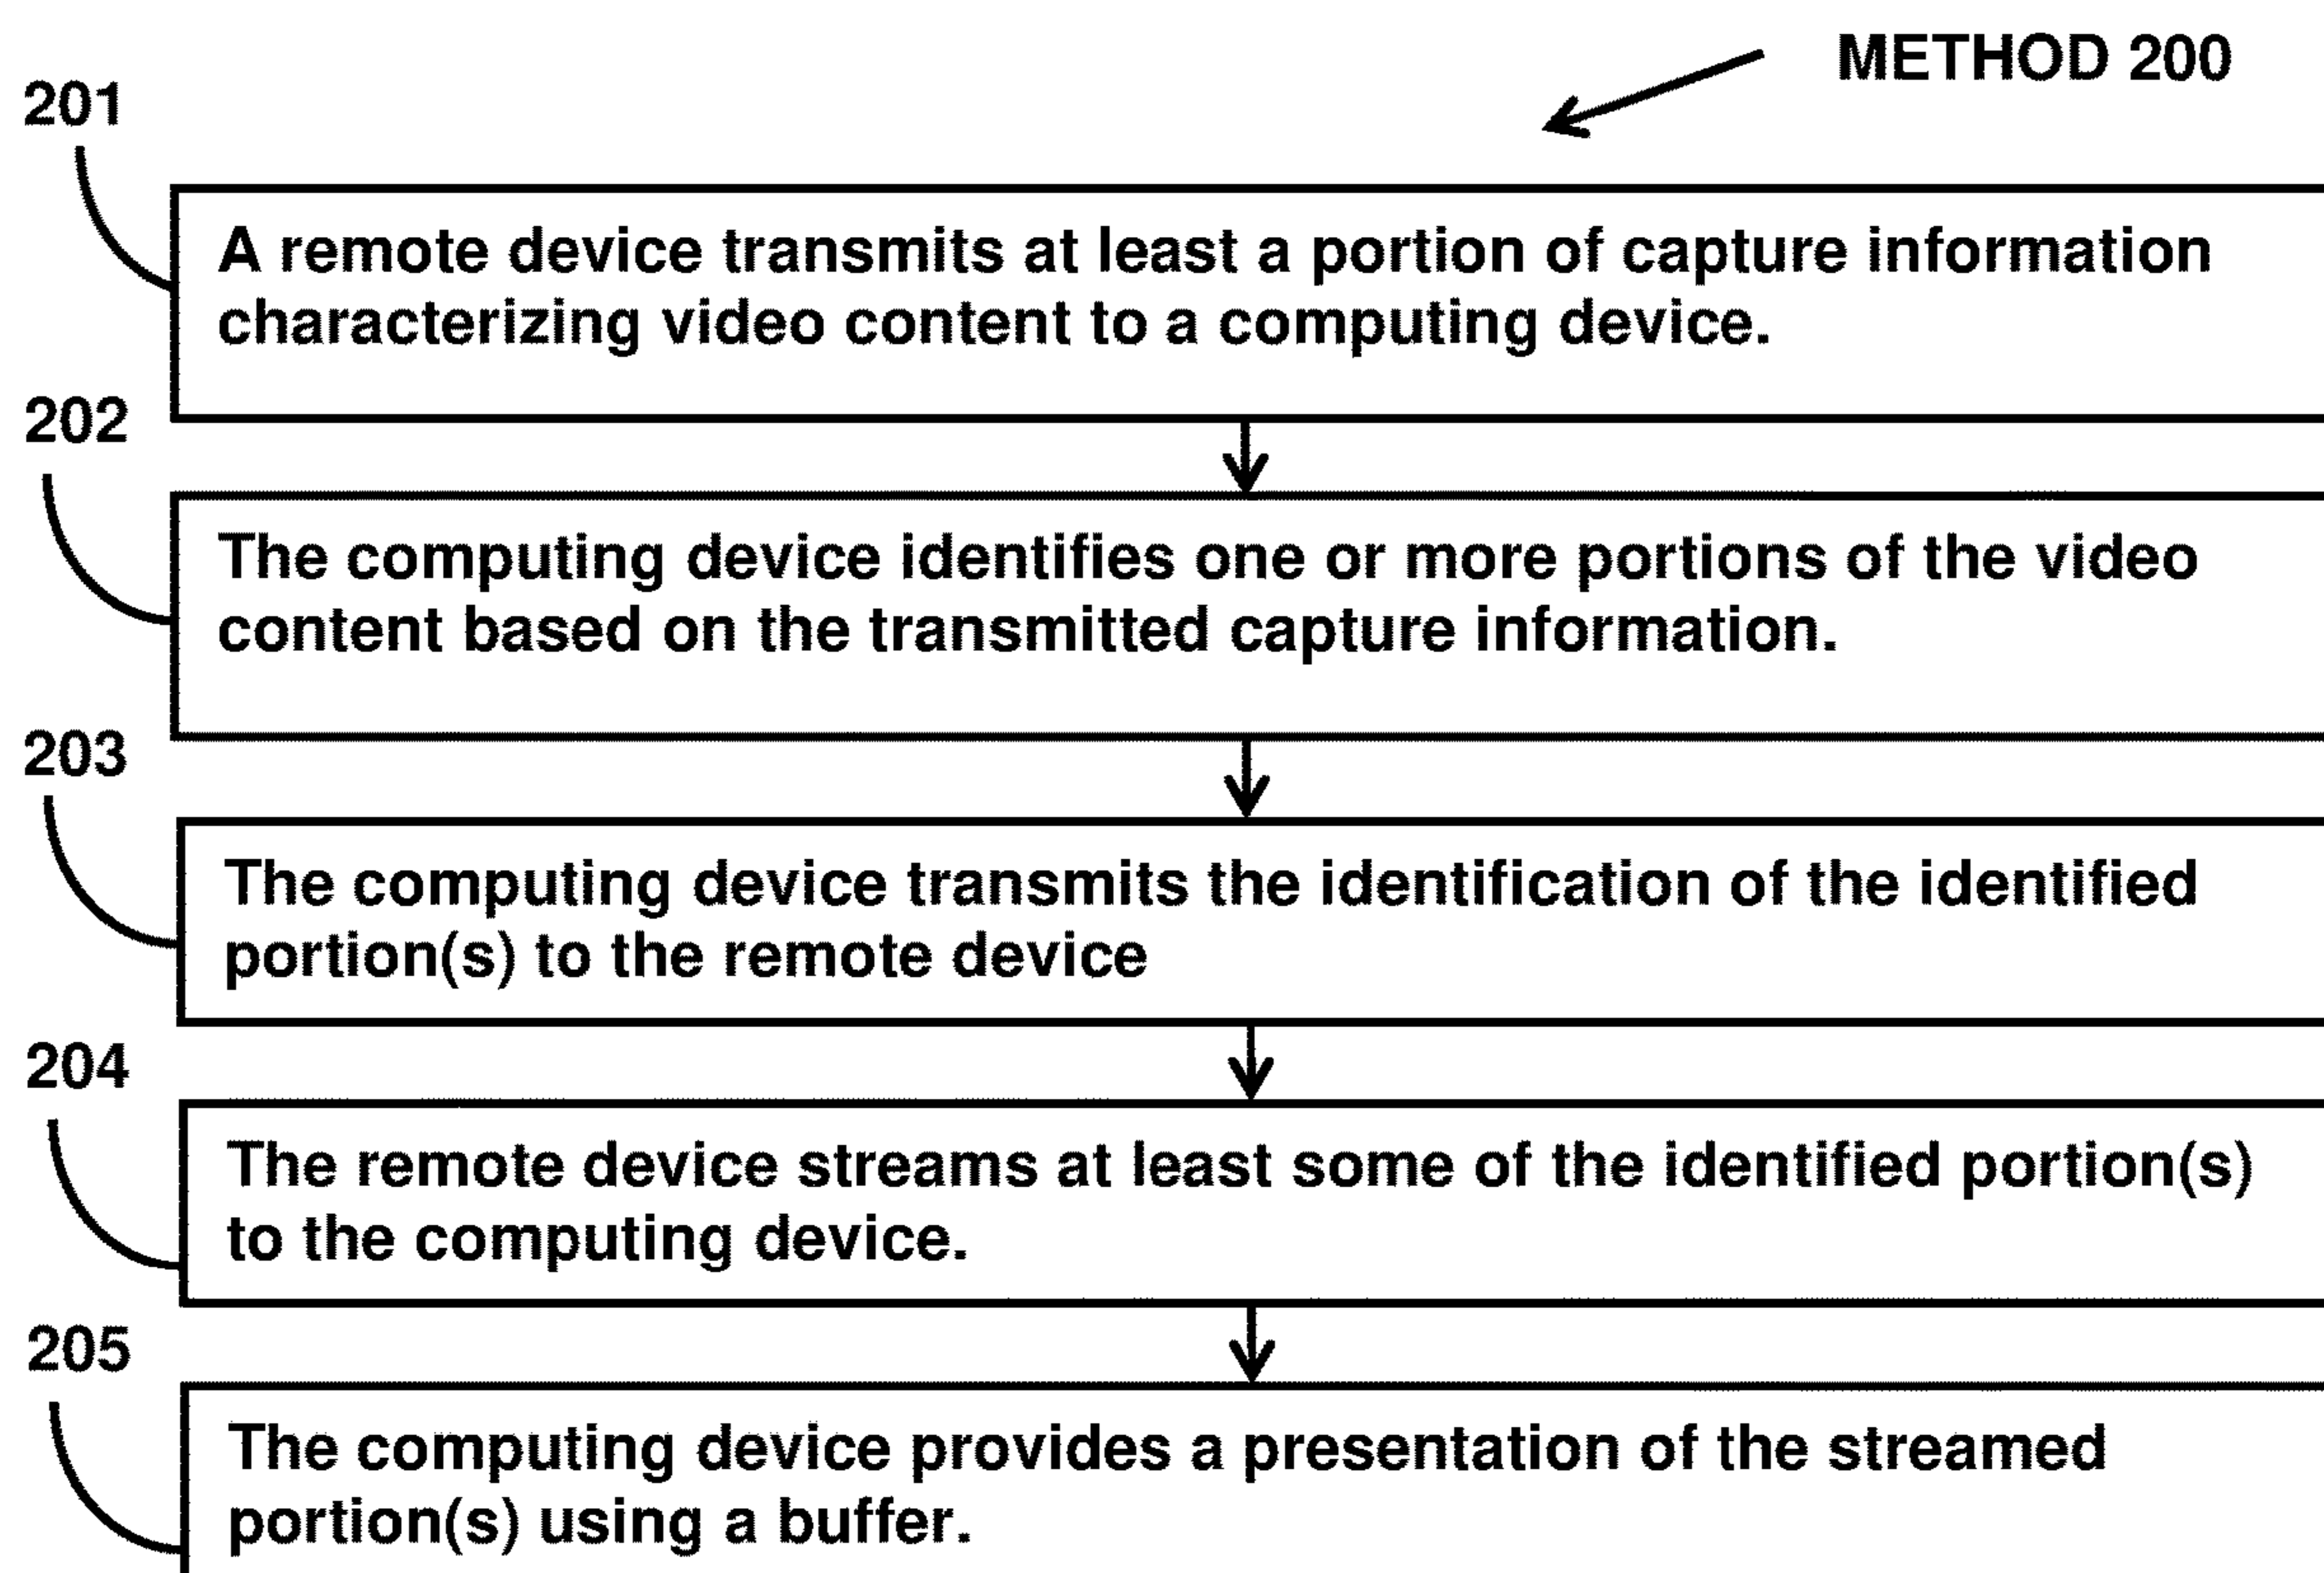 METHOD 200
201
A remote device transmits at least a portion of capture information
characterizing video content to a computing device.
202
The computing device identifies one or more portions of the video
content based on the transmitted capture information.
203
The computing device transmits the identification of the identified
portion(s) to the remote device
204
The remote device streams at least some of the identified portion(s)
to the computing device.
205
The computing device provides a presentation of the streamed
portion(s) using a buffer.